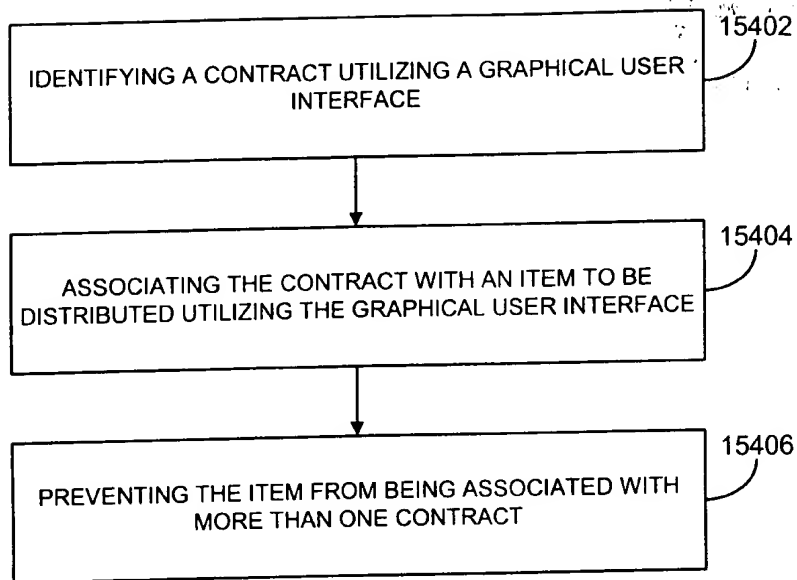 15402
IDENTIFYING A CONTRACT UTILIZING A GRAPHICAL USER
INTERFACE
15404
ASSOCIATING THE CONTRACT WITH AN ITEM TO BE
DISTRIBUTED UTILIZING THE GRAPHICAL USER INTERFACE
15406
PREVENTING THE ITEM FROM BEING ASSOCIATED WITH
MORE THAN ONE CONTRACT